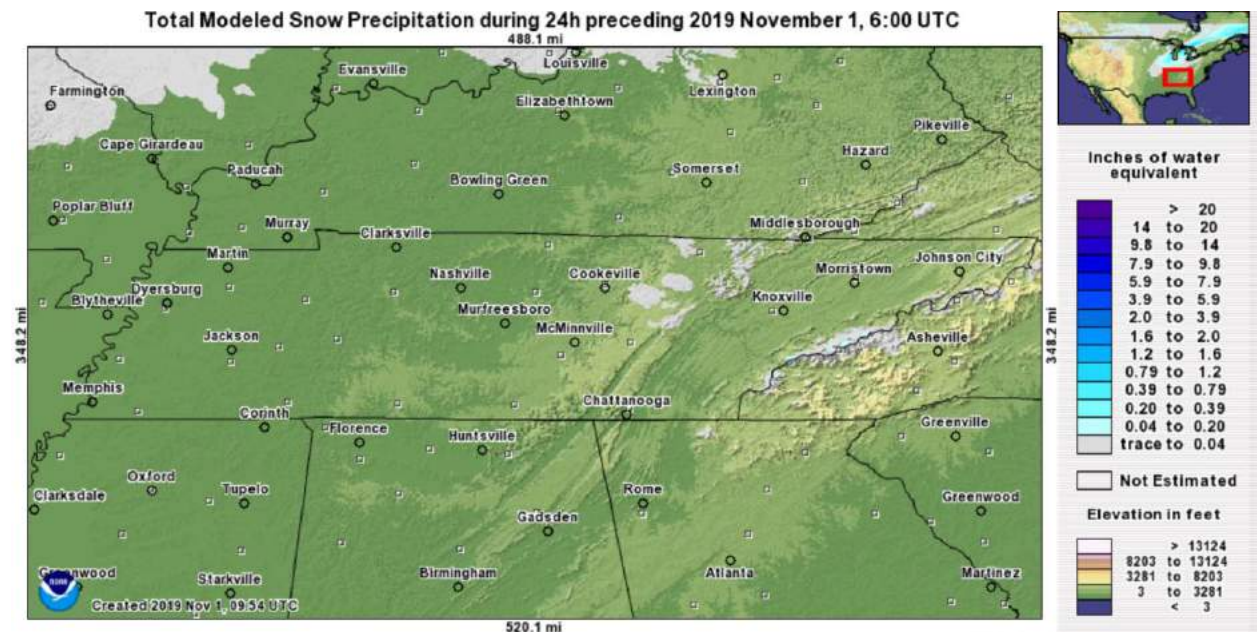 Total Modeled Snow Precipitation during 24h preceding 2019 November 1, 6:00 UTC
488.1 mi
Louisville
Evansville
Farmington
Lexington
Elizabethtown
Pikeville
Cape Girardeau
Hazard
Paducah
Somerset
Bowling Green
Poplar Bluff
Murray
Middlesborough
Clarksville
Martin
Johnson City
Nashville
Cookeville
Morristown
Dyersburg
Blytheville
Knoxville
Murfreesboro
McMinnville
348.2 mi
348.2 mi
Jackson
Asheville
Memphis
Chattanooga
Corinth
Greenville
Florence
Huntsville
Oxford
Clarksdale
Tupelo
Rome
Greenwood
Gadsden
Greenwood
Starkville
Birmingham
Atlanta
Martinez
NOAA
Created 2019 Nov 1, 09:54 UTC
520.1 mi
Inches of water
equivalent
> 20
14 to 20
9.8 to 14
7.9 to 9.8
5.9 to 7.9
3.9 to 5.9
2.0 to 3.9
1.6 to 2.0
1.2 to 1.6
0.79 to 1.2
0.39 to 0.79
0.20 to 0.39
0.04 to 0.20
trace to 0.04
Not Estimated
Elevation in feet
> 13124
8203 to 13124
3281 to 8203
3 to 3281
< 3